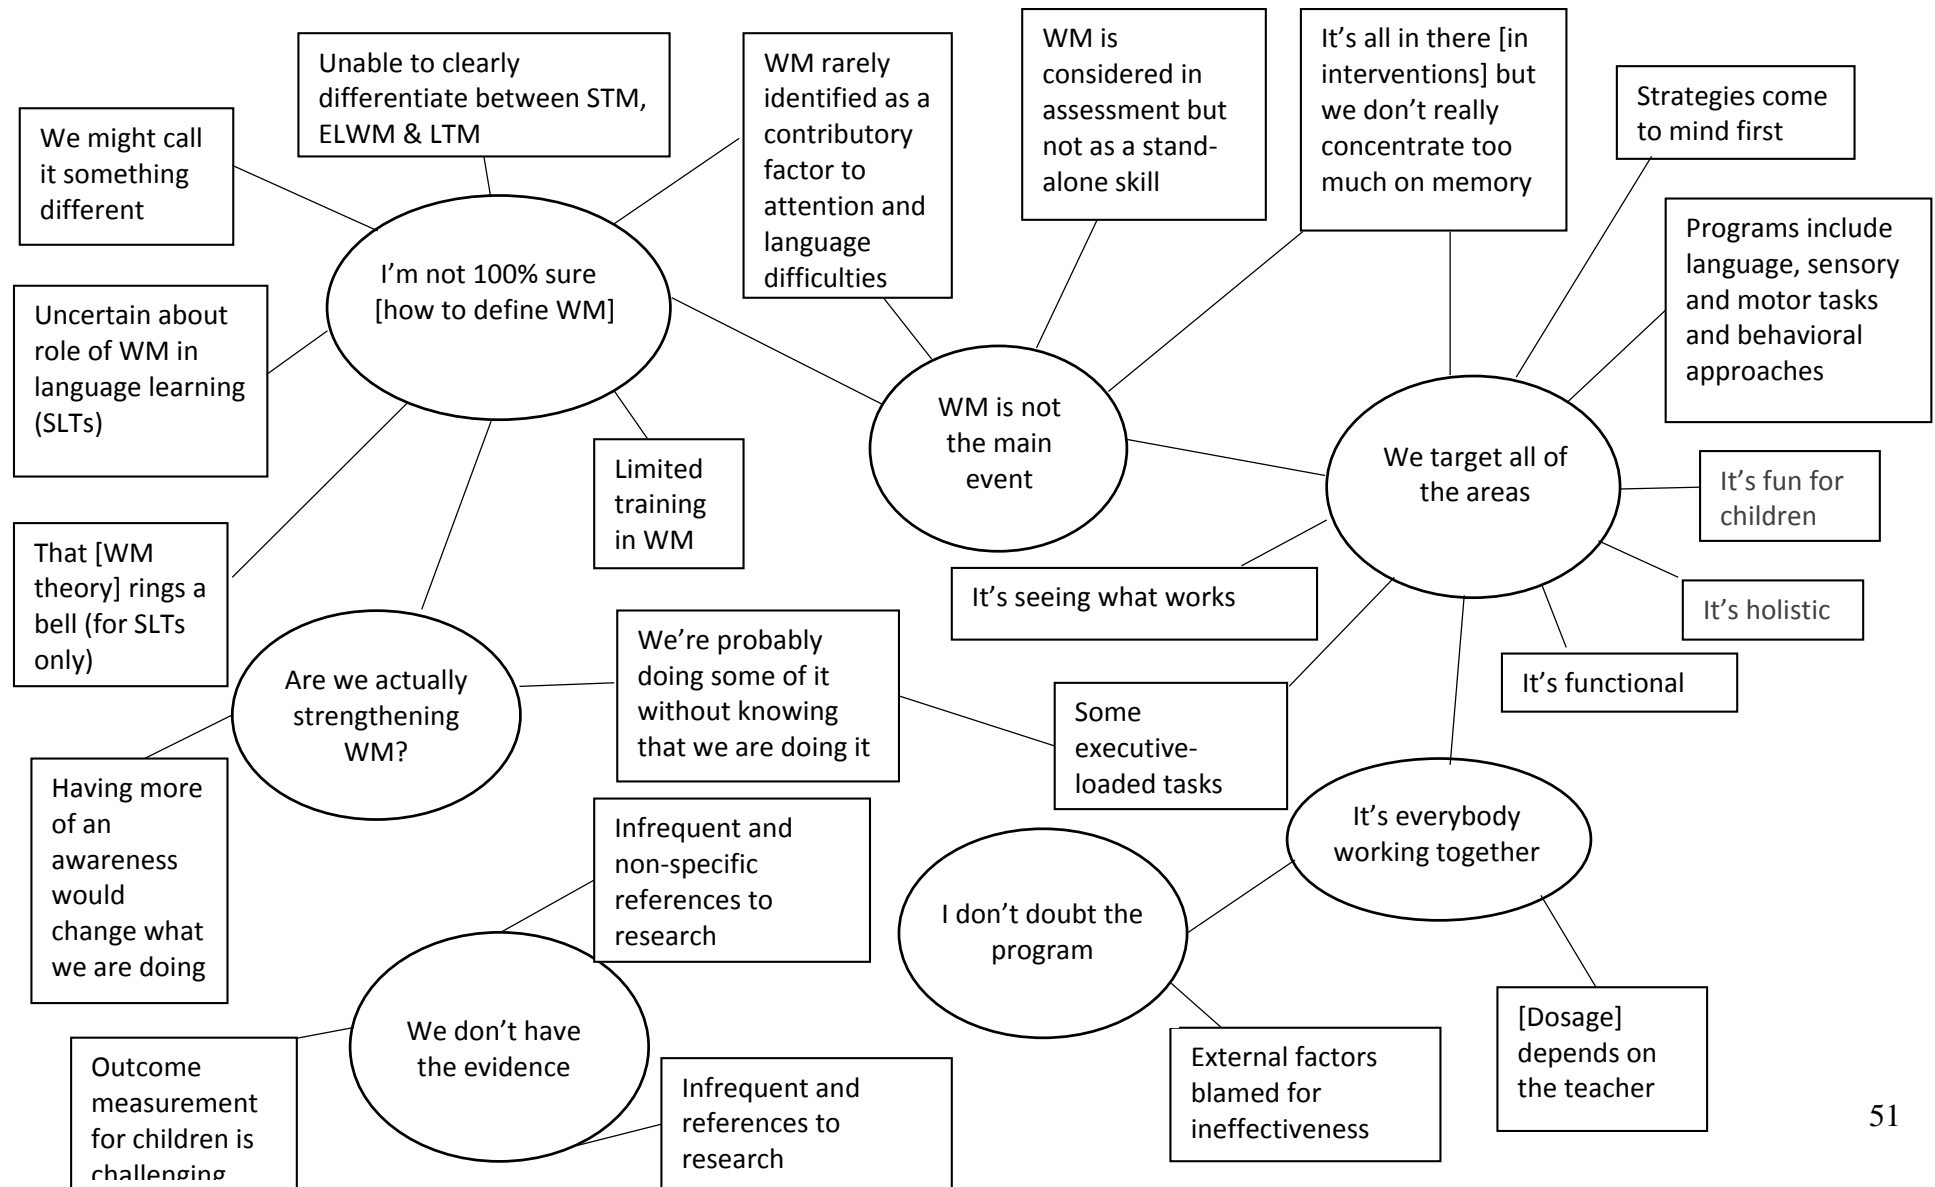 Unable to clearly
differentiate between STM,
ELWM & LTM
WM rarely
identified as a
contributory
factor to
attention and
language
difficulties
WM is
considered in
assessment but
not as a stand-
alone skill
It's all in there [in
interventions] but
we don't really
concentrate too
much on memory
Strategies come
to mind first
We might call
it something
different
I'm not 100% sure
[how to define WM]
Programs include
language, sensory
and motor tasks
and behavioral
approaches
Uncertain about
role of WM in
language learning
(SLTs)
Limited
training
in WM
WM is not
the main
event
We target all of
the areas
It's fun for
children
That [WM
theory] rings a
bell (for SLTs
only)
It's seeing what works
It's holistic
It's functional
Are we actually
strengthening
WM?
We're probably
doing some of it
without knowing
that we are doing it
Some
executive-
loaded tasks
Having more
of an
awareness
would
change what
we are doing
Infrequent and
non-specific
references to
research
It's everybody
working together
I don't doubt the
program
We don't have
the evidence
[Dosage]
depends on
the teacher
External factors
blamed for
ineffectiveness
Outcome
measurement
for children is
challenging
Infrequent and
references to
research
51